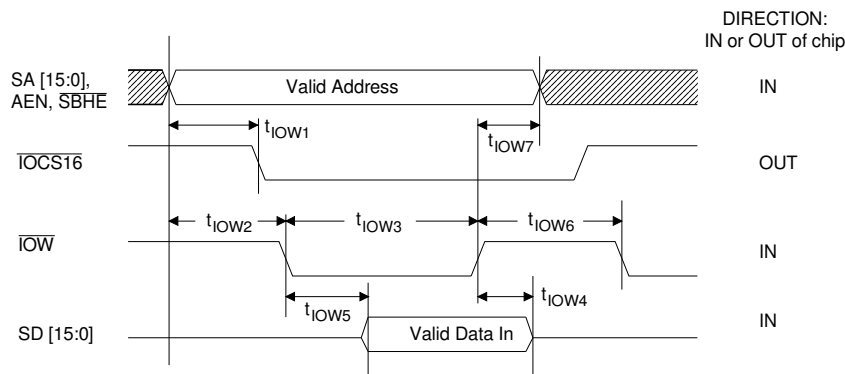 DIRECTION:
IN or OUT of chip
SA [15:0],
AEN, SBHE
Valid Address
IN
tIOW1
tIOW7
IOCS16
OUT
tIOW2
tIOW3
tIOW6
IOW
IN
tIOW5
tIOW4
SD [15:0]
Valid Data In
IN